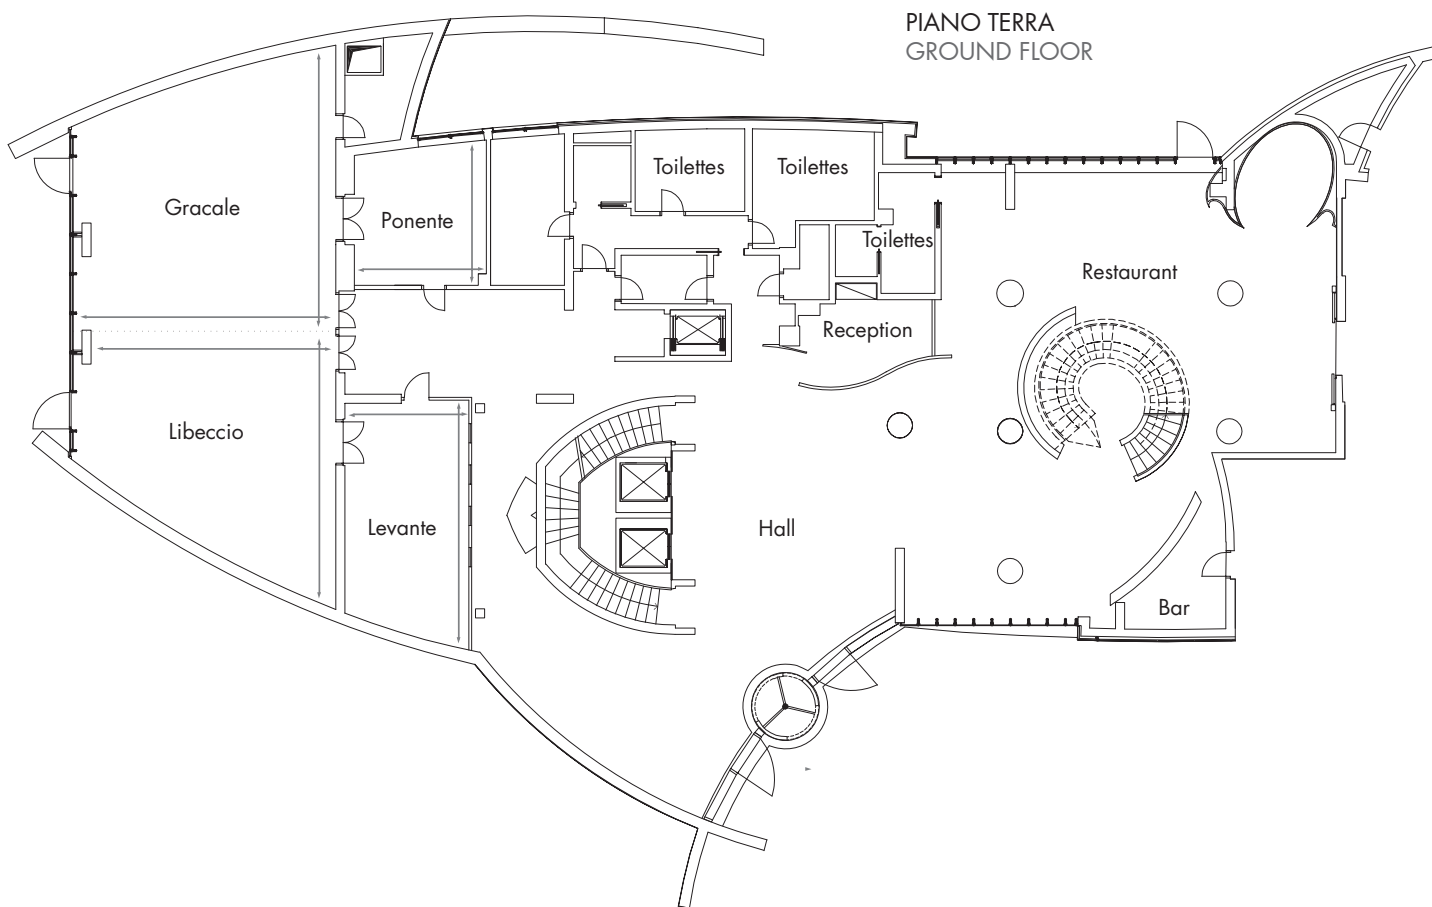 PIANO TERRA
GROUND FLOOR
Toilettes
Toilettes
Gracale
Ponente
Toilettes
Restaurant
Reception
Libeccio
Levante
Hall
Bar